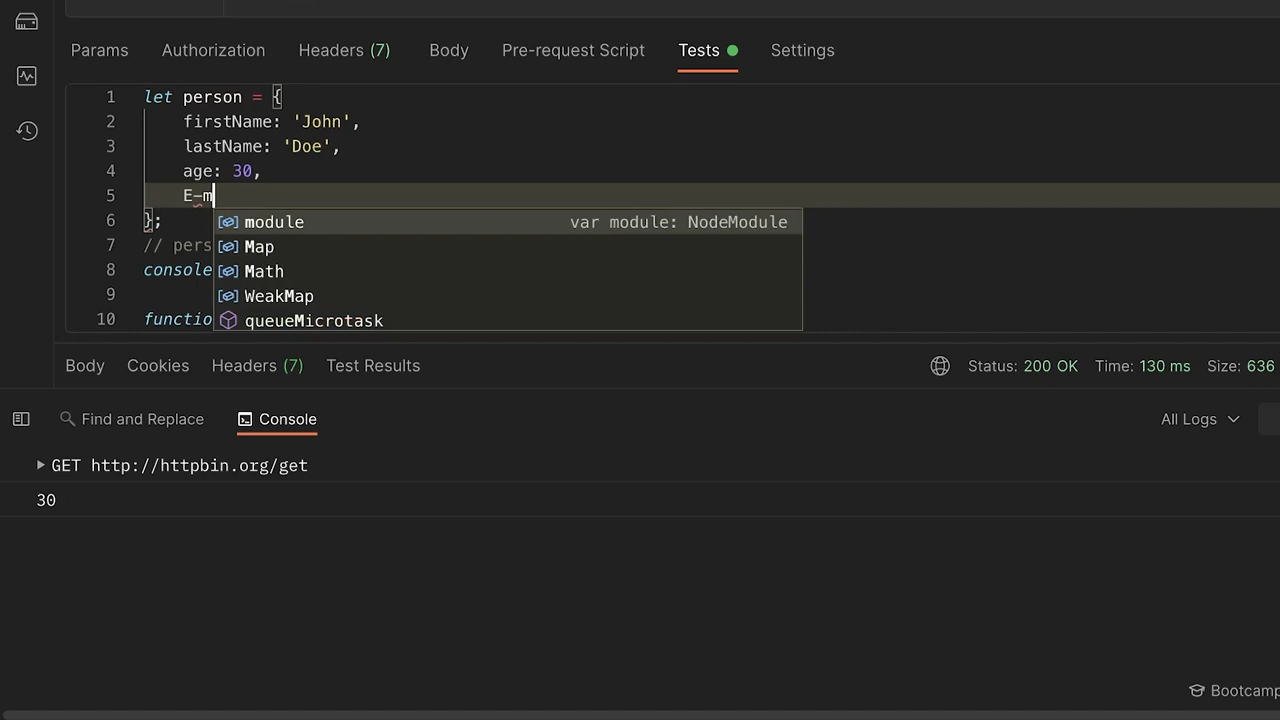 Params Authorization Headers (7) Body Pre-request Script Tests Settings
1 let person = {
2 firstName: 'John',
3 lastName: 'Doe',
4 age: 30,
5 E-m
6 };
module var module: NodeModule
7 // pers
Map
8 console
Math
9
WeakMap
10 functio
queueMicrotask
Body Cookies Headers (7) Test Results Status: 200 OK Time: 130 ms Size: 636
Find and Replace Console All Logs
GET http://httpbin.org/get
30
Bootcamp